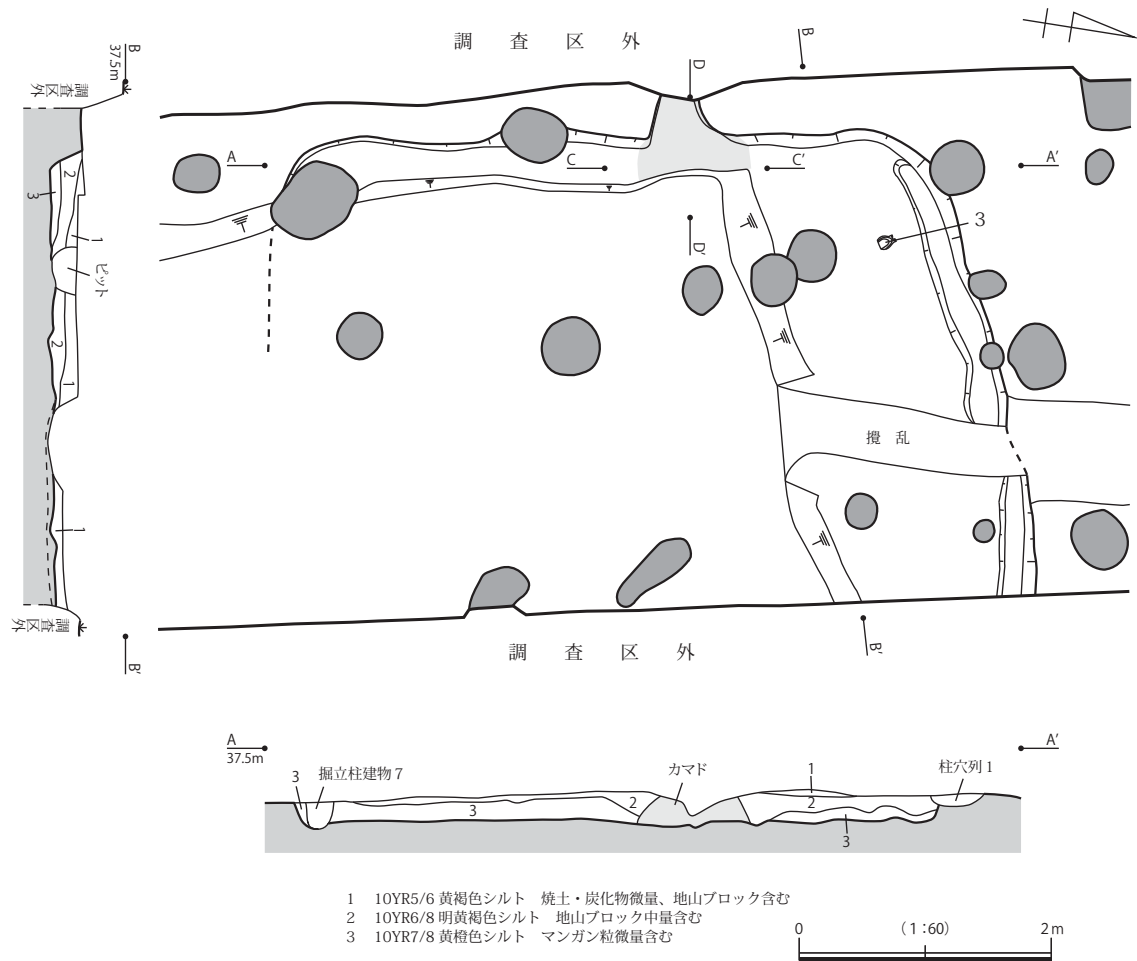 調査区外
B
B
37.5m
調査区外
D
A
C
C'
A'
3
2
3
1
D'
ピット
2
1
攪乱
1
調査区外
B'
B'
調査区外
A
37.5m
A'
3
掘立柱建物7
カマド
1
柱穴列1
2
2
3
3
1 10YR5/6 黄褐色シルト 焼土・炭化物微量、地山ブロック含む
2 10YR6/8 明黄褐色シルト 地山ブロック中量含む
3 10YR7/8 黄橙色シルト マンガン粒微量含む
0 (1:60) 2m